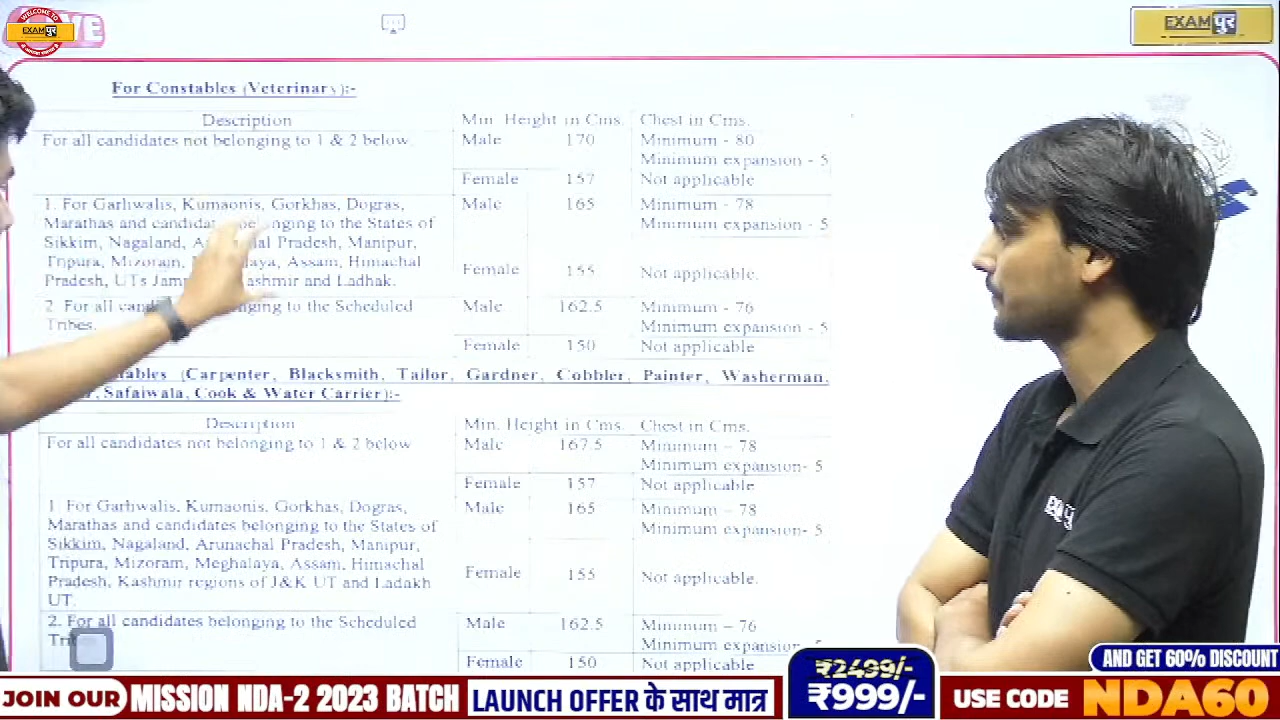 WELCOME TO
EXAMपुर
VE
EXAMपुर
For Constables (Veterinary):-
Description Min. Height in Cms. Chest in Cms.
For all candidates not belonging to 1 & 2 below. Male 170 Minimum - 80
Minimum expansion - 5
Female 157 Not applicable
1. For Garhwalis, Kumaonis, Gorkhas, Dogras, Male 165 Minimum - 78
Marathas and belonging to the States of Minimum expansion - 5
Sikkim, Nagaland, Pradesh, Manipur,
Tripura, Mizoram, Assam, Himachal
Female 155 Not applicable.
Pradesh, UTs and Ladhak.
2 For all to the Scheduled Male 162.5 Minimum - 76
Tribes. Minimum expansion - 5
Female 150 Not applicable
(Carpenter, Blacksmith, Tailor, Gardner, Cobbler, Painter, Washerman,
Safaiwala, Cook & Water Carrier):-
Description Min. Height in Cms. Chest in Cms.
For all candidates not belonging to 1 & 2 below Male 167.5 Minimum – 78
Minimum expansion- 5
Female 157 Not applicable
1. For Garhwalis, Kumaonis, Gorkhas, Dogras, Male 165 Minimum – 78
Marathas and candidates belonging to the States of Minimum expansion- 5
Sikkim, Nagaland, Arunachal Pradesh, Manipur,
Tripura, Mizoram, Meghalaya, Assam, Himachal
Female 155 Not applicable.
Pradesh, Kashmir regions of J&K UT and Ladakh
UT.
2. For all candidates belonging to the Scheduled Male 162.5 Minimum – 76
Minimum expansion- 5
Female 150 Not applicable
EXAMपुर
AND GET 60% DISCOUNT
JOIN OUR MISSION NDA-2 2023 BATCH LAUNCH OFFER के साथ मात्र ₹2499/- ₹999/- USE CODE NDA60